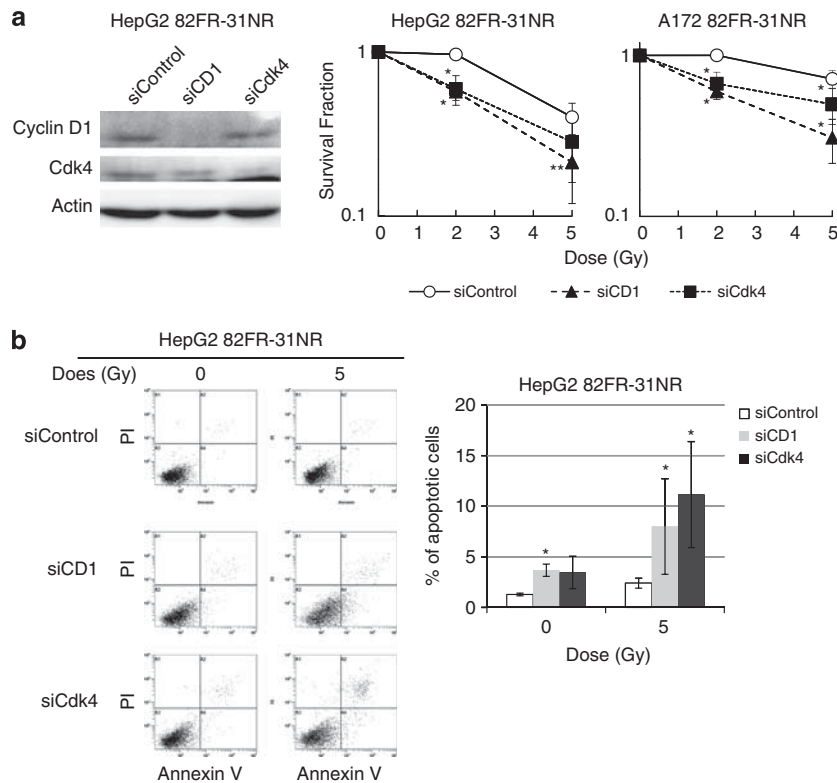 a
HepG2 82FR-31NR
siControl
siCD1
siCdk4
Cyclin D1
Cdk4
Actin
HepG2 82FR-31NR
A172 82FR-31NR
Survival Fraction
1
0.1
0 1 2 3 4 5
1
0.1
0 1 2 3 4 5
* * **
* * * *
Dose (Gy)
siControl siCD1 siCdk4
b
HepG2 82FR-31NR
Does (Gy) 0 5
siControl
PI
siCD1
PI
siCdk4
PI
Annexin V Annexin V
HepG2 82FR-31NR
% of apoptotic cells
20
15
10
5
0
* * *
0 5
Dose (Gy)
siControl
siCD1
siCdk4